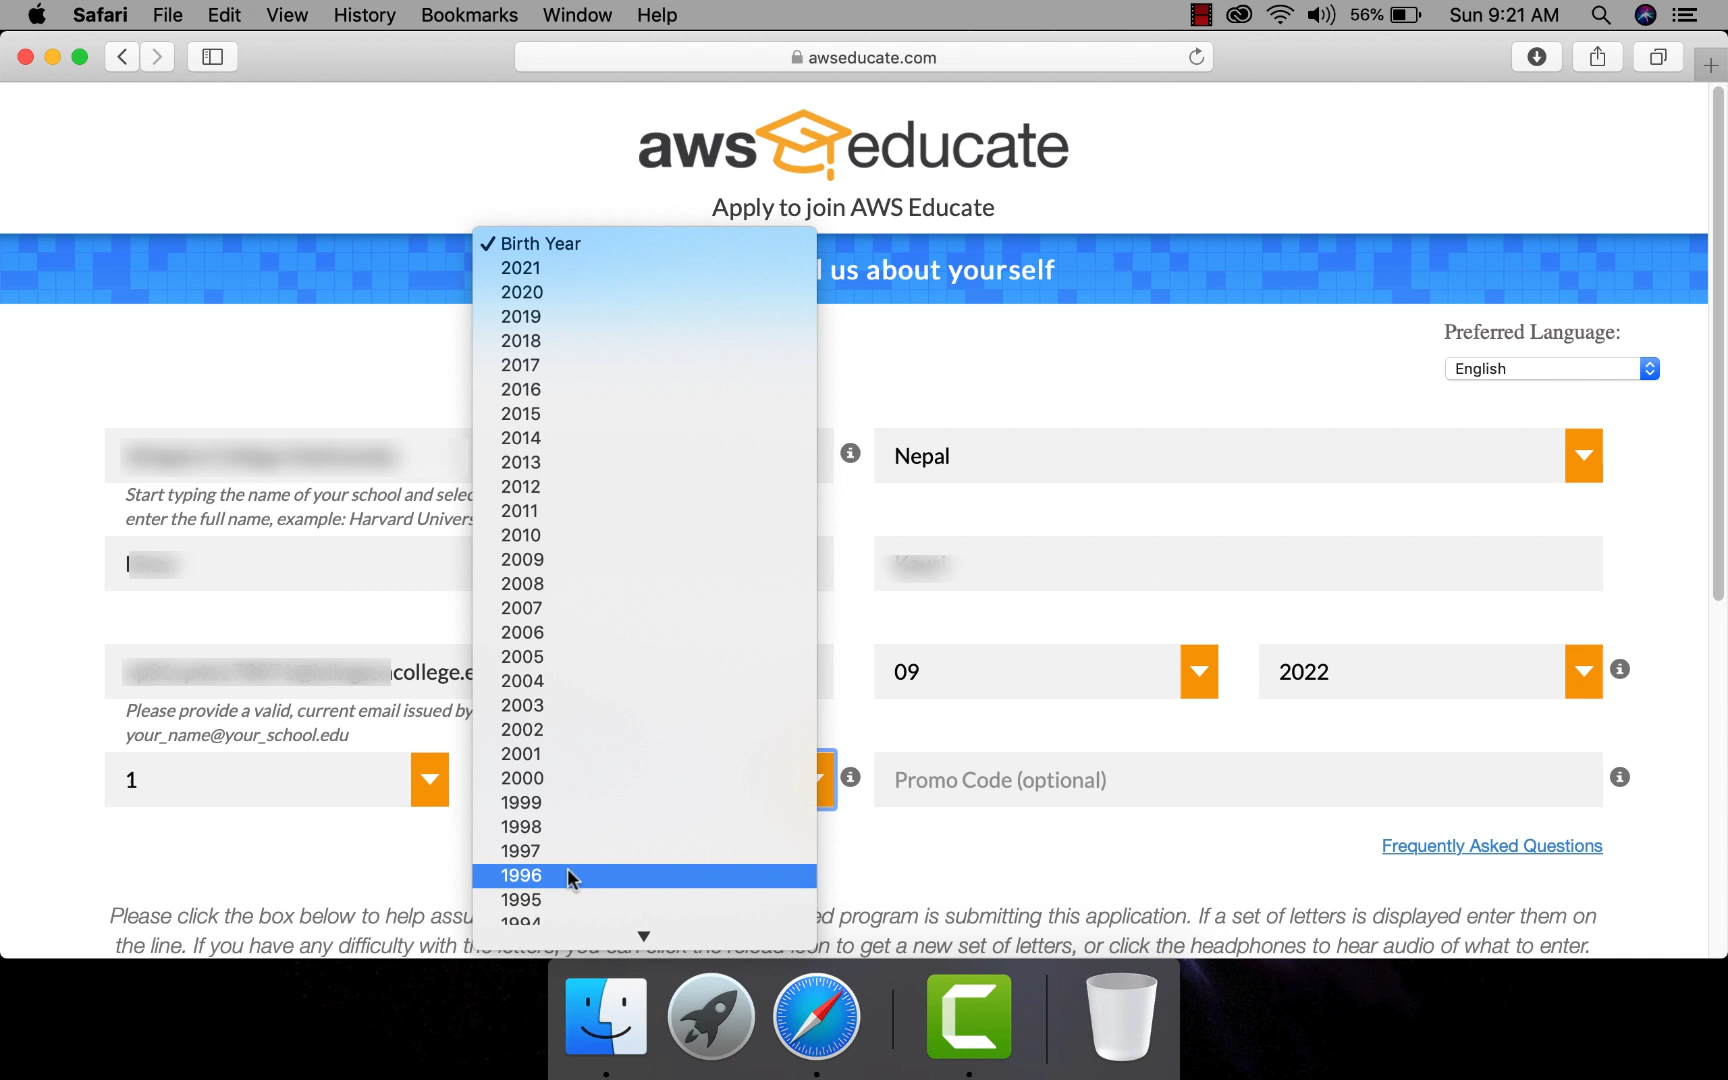 Safari File Edit View History Bookmarks Window Help 56% Sun 9:21 AM
awseducate.com
aws educate
Apply to join AWS Educate
l us about yourself
Preferred Language:
English
✓ Birth Year
2021
2020
2019
2018
2017
2016
2015
2014
2013
2012
2011
2010
2009
2008
2007
2006
2005
2004
2003
2002
2001
2000
1999
1998
1997
1996
1995
1994
Nepal
Start typing the name of your school and selec
enter the full name, example: Harvard Univers
college.e
09
2022
Please provide a valid, current email issued by
your_name@your_school.edu
1
Promo Code (optional)
Frequently Asked Questions
Please click the box below to help assu ed program is submitting this application. If a set of letters is displayed enter them on
the line. If you have any difficulty with to get a new set of letters, or click the headphones to hear audio of what to enter.